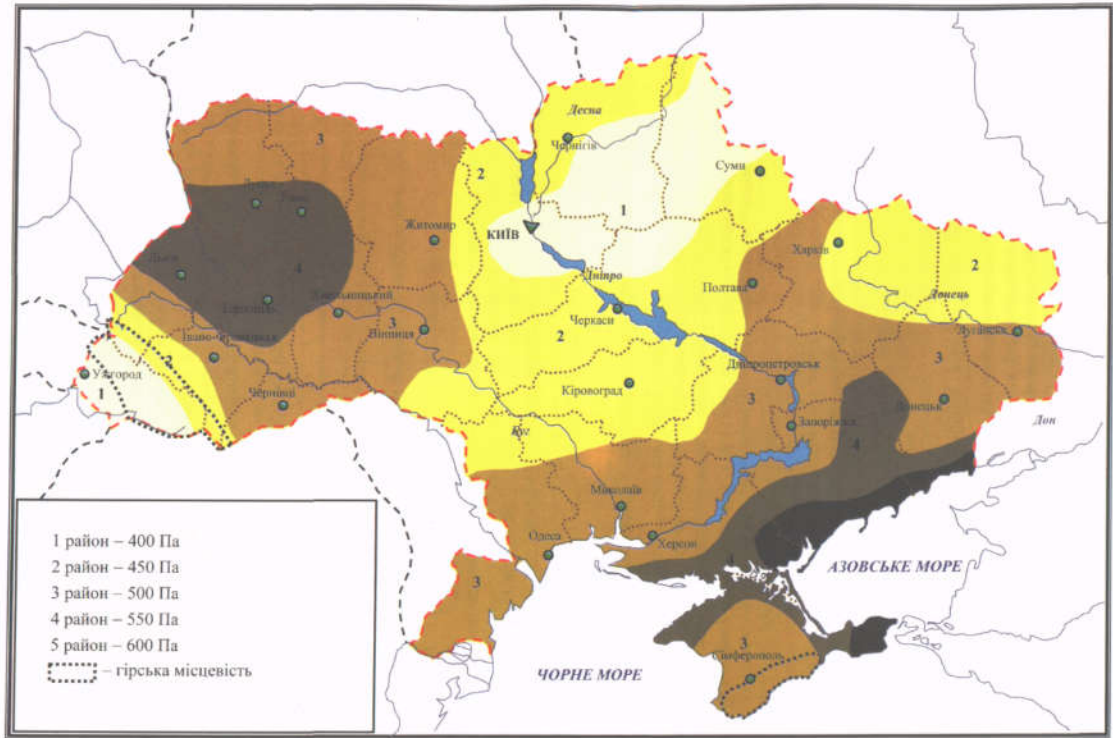 Десна
3
Чернігів
Суми
2
1
Житомир
КИЇВ
Харків
2
4
Дніпро
Полтава
Донець
Черкаси
Луганськ
3
Вінниця
2
2
Дніпропетровськ
3
Ужгород
Кіровоград
3
Чернівці
1
Запоріжжя
Донецьк
Буг
4
Дон
Миколаїв
Одеса
Херсон
АЗОВСЬКЕ МОРЕ
3
3
Сімферополь
ЧОРНЕ МОРЕ
1 район – 400 Па
2 район – 450 Па
3 район – 500 Па
4 район – 550 Па
5 район – 600 Па
– гірська місцевість